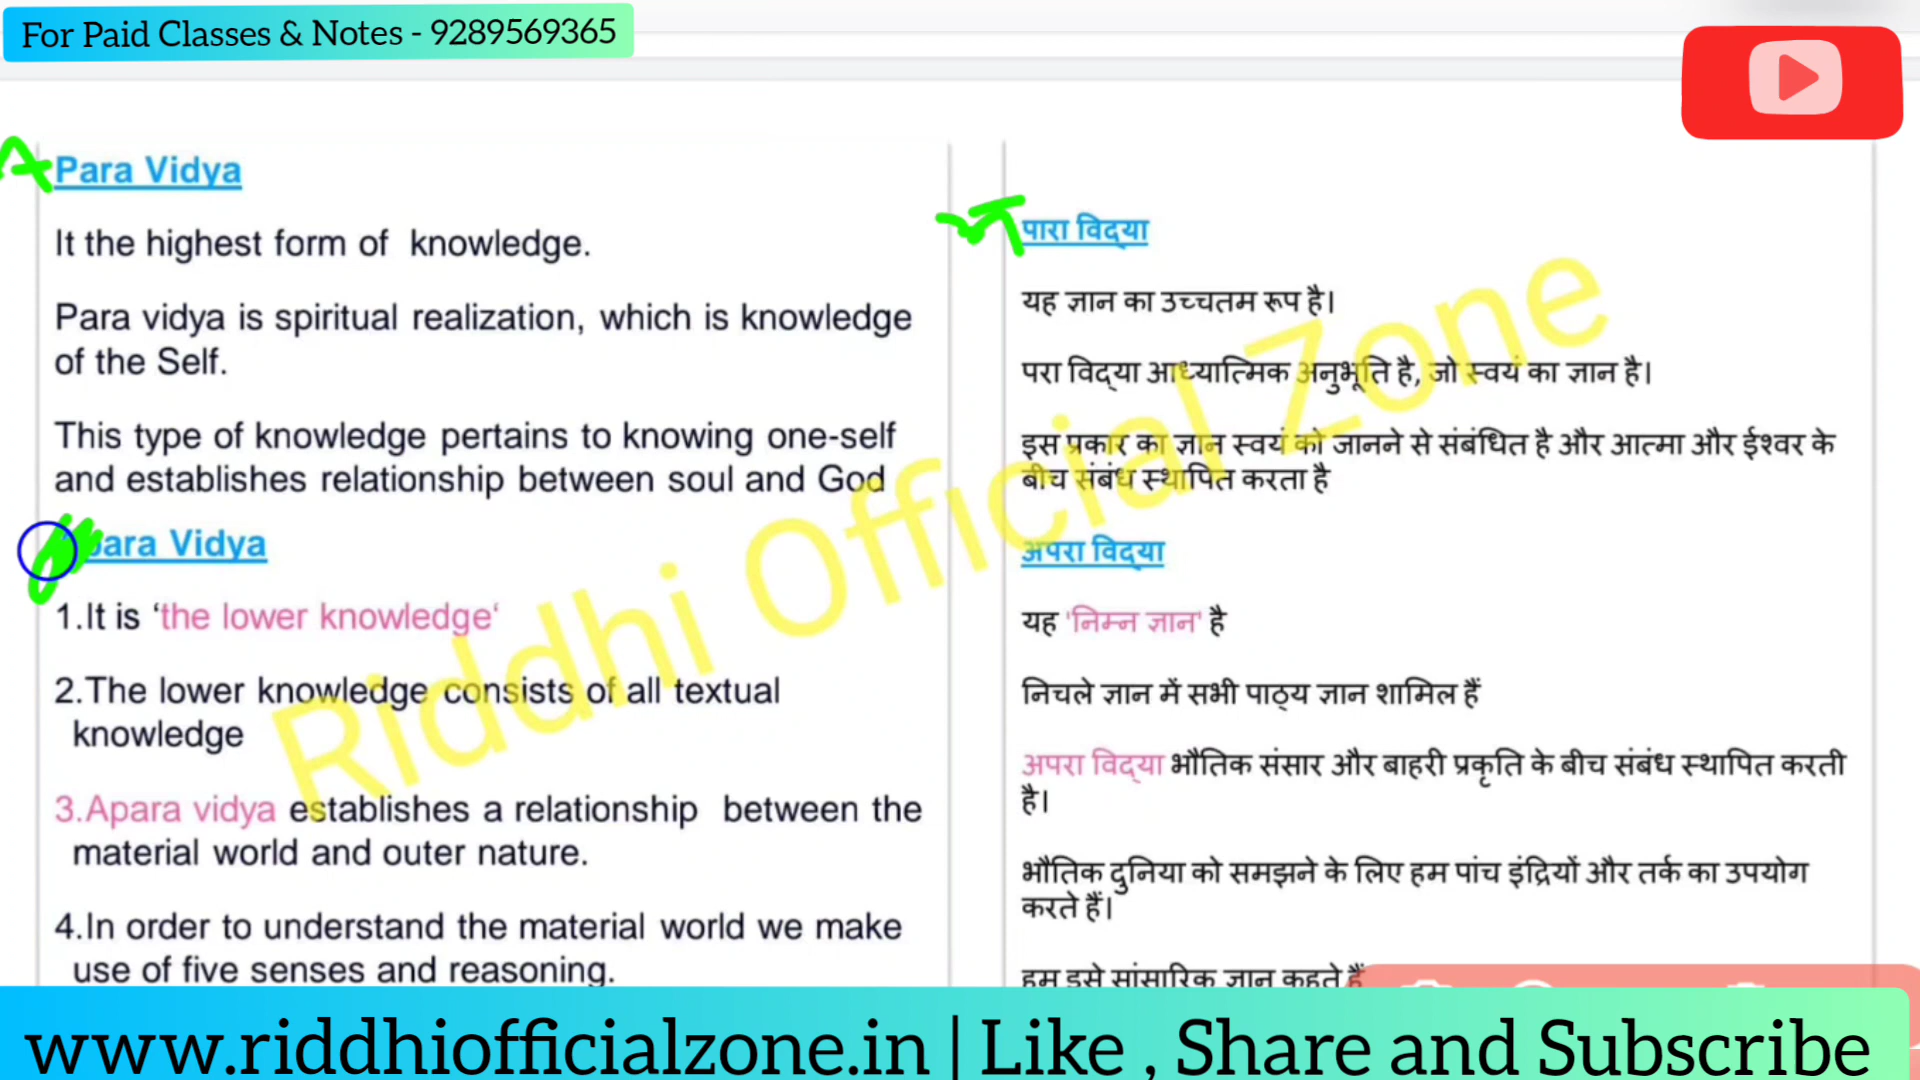 For Paid Classes & Notes - 9289569365
Para Vidya
It the highest form of knowledge.
Para vidya is spiritual realization, which is knowledge
of the Self.
This type of knowledge pertains to knowing one-self
and establishes relationship between soul and God
para Vidya
1.It is ‘the lower knowledge‘
2.The lower knowledge consists of all textual
knowledge
3.Apara vidya establishes a relationship between the
material world and outer nature.
4.In order to understand the material world we make
use of five senses and reasoning.
पारा विद्या
यह ज्ञान का उच्चतम रूप है।
परा विद्या आध्यात्मिक अनुभूति है, जो स्वयं का ज्ञान है।
इस प्रकार का ज्ञान स्वयं को जानने से संबंधित है और आत्मा और ईश्वर के
बीच संबंध स्थापित करता है
अपरा विद्या
यह 'निम्न ज्ञान' है
निचले ज्ञान में सभी पाठ्य ज्ञान शामिल हैं
अपरा विद्या भौतिक संसार और बाहरी प्रकृति के बीच संबंध स्थापित करती
है।
भौतिक दुनिया को समझने के लिए हम पांच इंद्रियों और तर्क का उपयोग
करते हैं।
हम इसे सांसारिक ज्ञान कहते हैं
Riddhi Official Zone
www.riddhiofficialzone.in | Like , Share and Subscribe